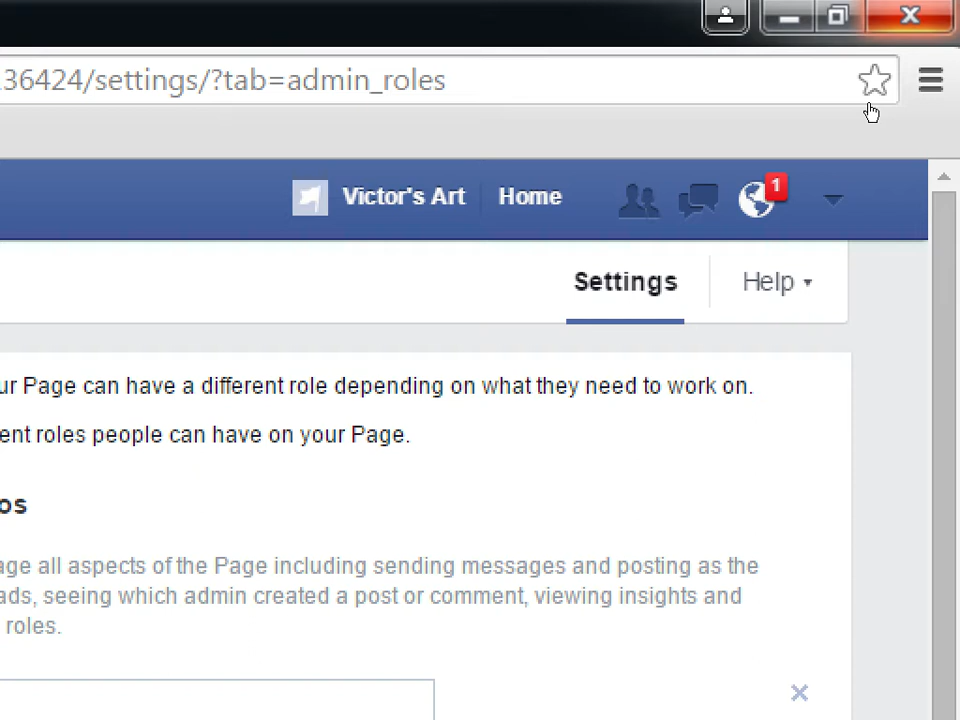 36424/settings/?tab=admin_roles
Victor's Art Home 1
Settings Help
ur Page can have a different role depending on what they need to work on.
ent roles people can have on your Page.
os
age all aspects of the Page including sending messages and posting as the
ads, seeing which admin created a post or comment, viewing insights and
roles.